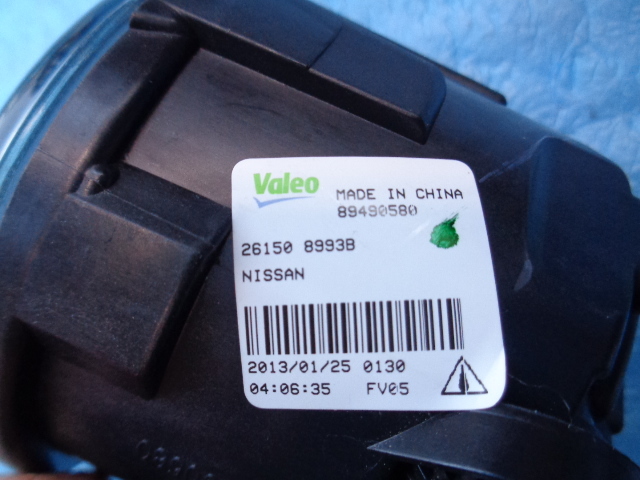 Valeo MADE IN CHINA
89490580
26150 8993B
NISSAN
2013/01/25 0130
04:06:35 FV05